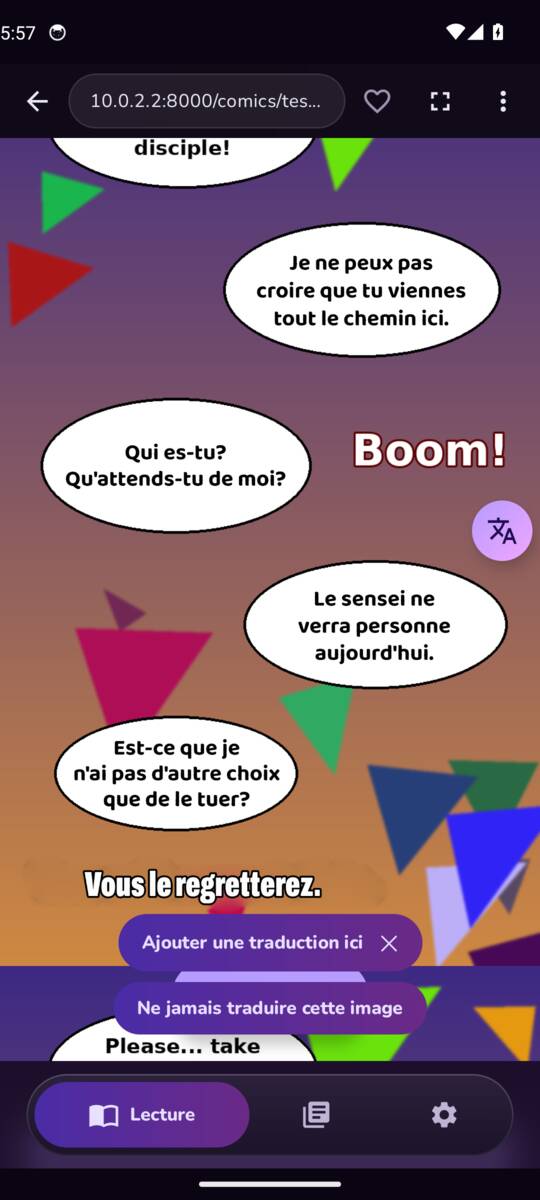 5:57
10.0.2.2:8000/comics/tes...
disciple!
Je ne peux pas
croire que tu viennes
tout le chemin ici.
Qui es-tu?
Qu'attends-tu de moi?
Boom!
Le sensei ne
verra personne
aujourd'hui.
Est-ce que je
n'ai pas d'autre choix
que de le tuer?
Vous le regretterez.
Ajouter une traduction ici
Ne jamais traduire cette image
Please... take
Lecture